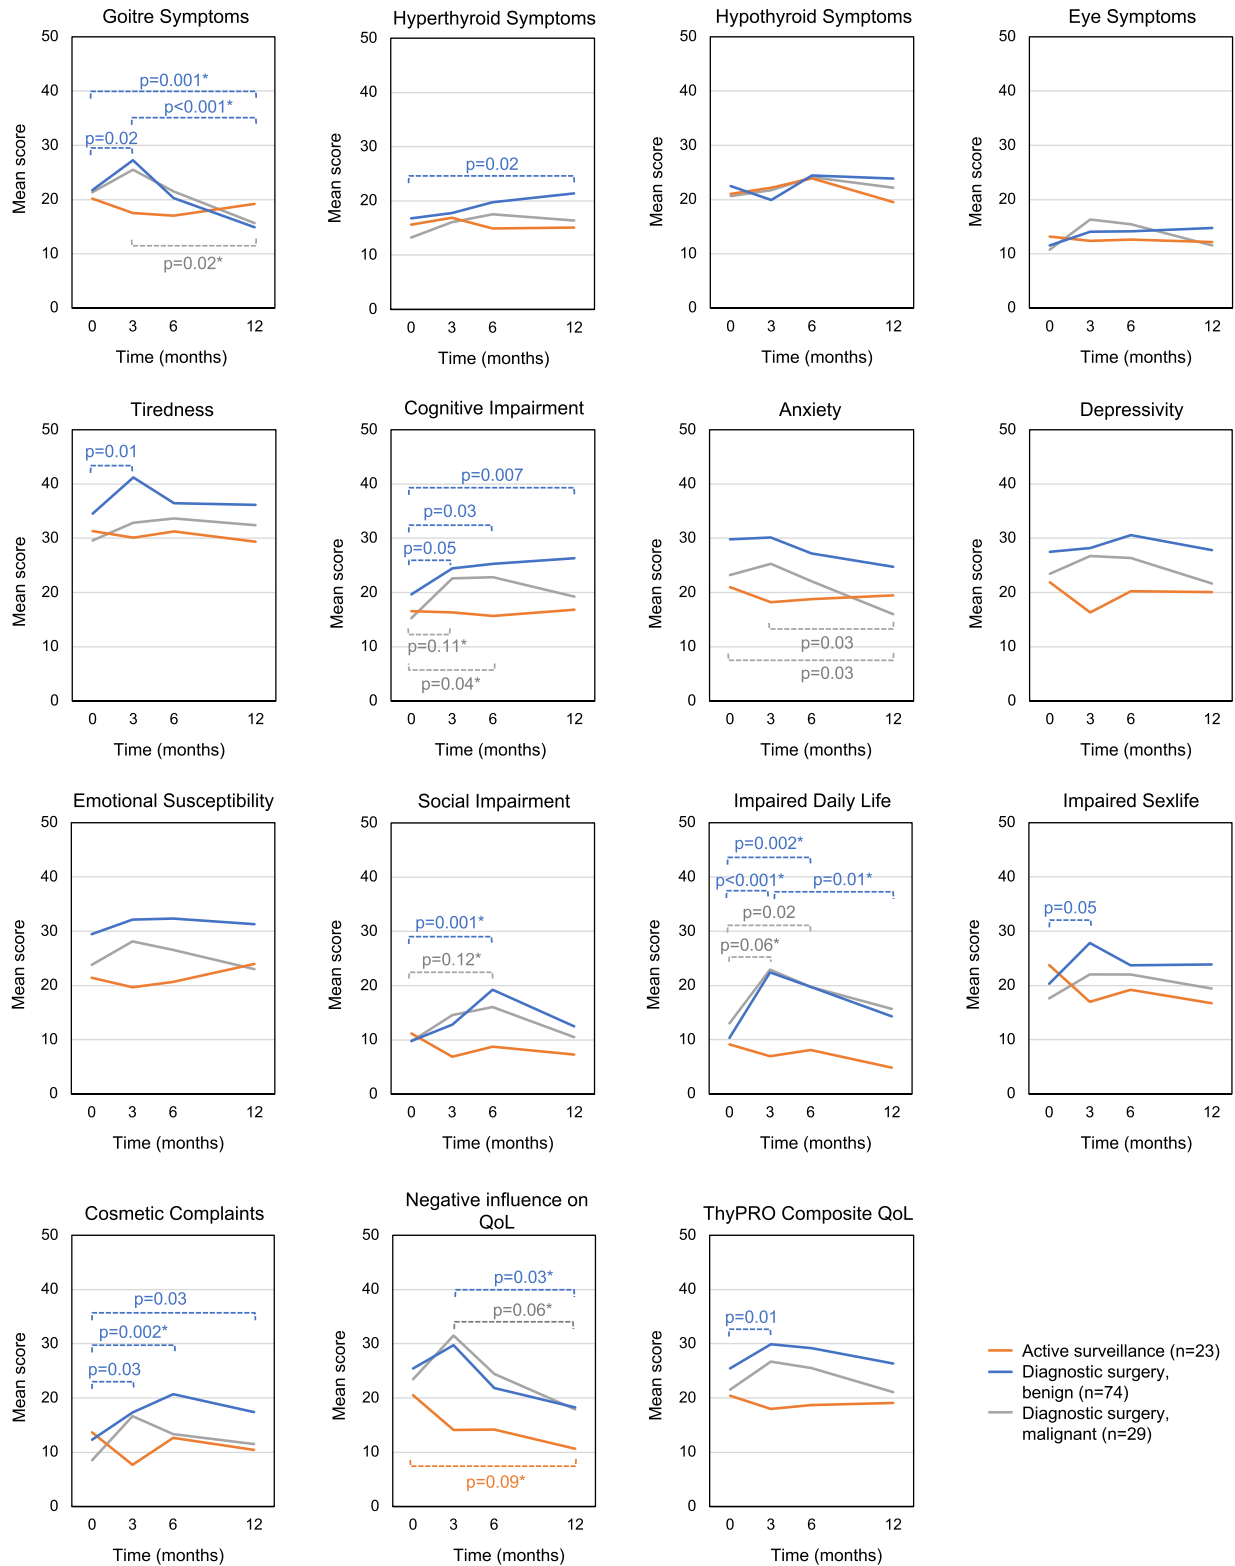 Goitre Symptoms
Mean score
50
40
30
20
10
0
p=0.001*
p<0.001*
p=0.02
p=0.02*
0 3 6 12
Time (months)
Hyperthyroid Symptoms
Mean score
50
40
30
20
10
0
p=0.02
0 3 6 12
Time (months)
Hypothyroid Symptoms
Mean score
50
40
30
20
10
0
0 3 6 12
Time (months)
Eye Symptoms
Mean score
50
40
30
20
10
0
0 3 6 12
Time (months)
Tiredness
Mean score
50
40
30
20
10
0
p=0.01
0 3 6 12
Time (months)
Cognitive Impairment
Mean score
50
40
30
20
10
0
p=0.007
p=0.03
p=0.05
p=0.11*
p=0.04*
0 3 6 12
Time (months)
Anxiety
Mean score
50
40
30
20
10
0
p=0.03
p=0.03
0 3 6 12
Time (months)
Depressivity
Mean score
50
40
30
20
10
0
0 3 6 12
Time (months)
Emotional Susceptibility
Mean score
50
40
30
20
10
0
0 3 6 12
Time (months)
Social Impairment
Mean score
50
40
30
20
10
0
p=0.001*
p=0.12*
0 3 6 12
Time (months)
Impaired Daily Life
Mean score
50
40
30
20
10
0
p=0.002*
p<0.001* p=0.01*
p=0.02
p=0.06*
0 3 6 12
Time (months)
Impaired Sexlife
Mean score
50
40
30
20
10
0
p=0.05
0 3 6 12
Time (months)
Cosmetic Complaints
Mean score
50
40
30
20
10
0
p=0.03
p=0.002*
p=0.03
0 3 6 12
Time (months)
Negative influence on
QoL
Mean score
50
40
30
20
10
0
p=0.03*
p=0.06*
p=0.09*
0 3 6 12
Time (months)
ThyPRO Composite QoL
Mean score
50
40
30
20
10
0
p=0.01
0 3 6 12
Time (months)
Active surveillance (n=23)
Diagnostic surgery,
benign (n=74)
Diagnostic surgery,
malignant (n=29)